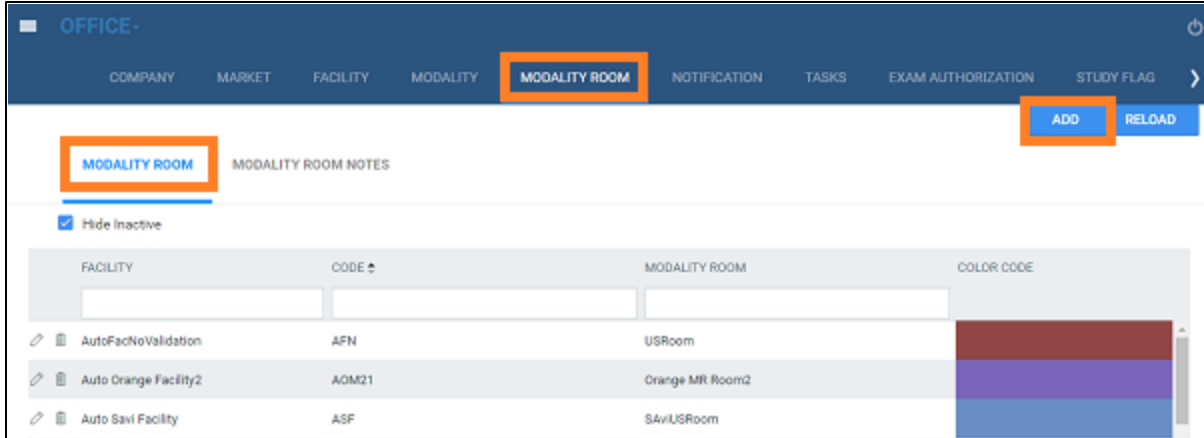 OFFICE
COMPANY MARKET FACILITY MODALITY MODALITY ROOM NOTIFICATION TASKS EXAM AUTHORIZATION STUDY FLAG
ADD RELOAD
MODALITY ROOM MODALITY ROOM NOTES
Hide Inactive
FACILITY CODE MODALITY ROOM COLOR CODE
AutoFacNoValidation AFN USRoom
Auto Orange Facility2 AOM21 Orange MR Room2
Auto Savi Facility ASF SAviUSRoom